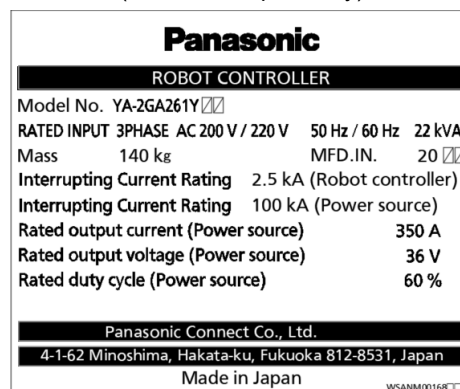 Panasonic
ROBOT CONTROLLER
Model No. YA-2GA261Y
RATED INPUT 3PHASE AC 200 V / 220 V 50 Hz / 60 Hz 22 kVA
Mass 140 kg MFD.IN. 20
Interrupting Current Rating 2.5 kA (Robot controller)
Interrupting Current Rating 100 kA (Power source)
Rated output current (Power source) 350 A
Rated output voltage (Power source) 36 V
Rated duty cycle (Power source) 60 %
Panasonic Connect Co., Ltd.
4-1-62 Minoshima, Hakata-ku, Fukuoka 812-8531, Japan
Made in Japan
WSANM00168